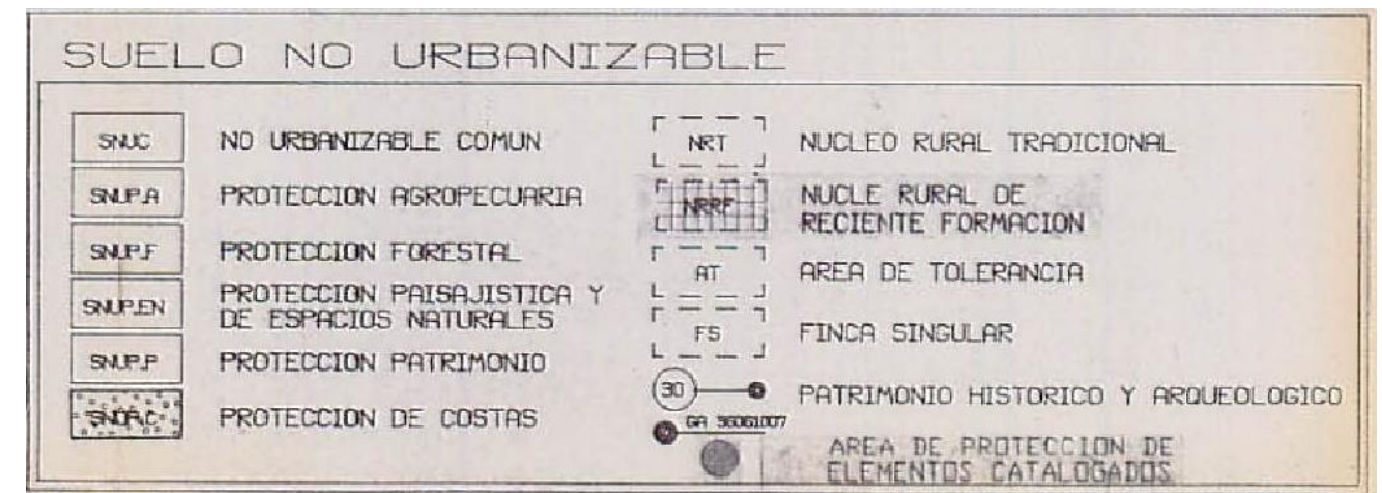 SUELO NO URBANIZABLE
SNUC NO URBANIZABLE COMUN
SNUP.A PROTECCION AGROPECUARIA
SNUP.F PROTECCION FORESTAL
SNUP.EN PROTECCION PAISAJISTICA Y
DE ESPACIOS NATURALES
SNUP.P PROTECCION PATRIMONIO
PROTECCION DE COSTAS
NRT NUCLEO RURAL TRADICIONAL
NRRF NUCLE RURAL DE
RECIENTE FORMACION
AT AREA DE TOLERANCIA
FS FINCA SINGULAR
30 PATRIMONIO HISTORICO Y ARQUEOLOGICO
GA 36061007
AREA DE PROTECCION DE
ELEMENTOS CATALOGADOS